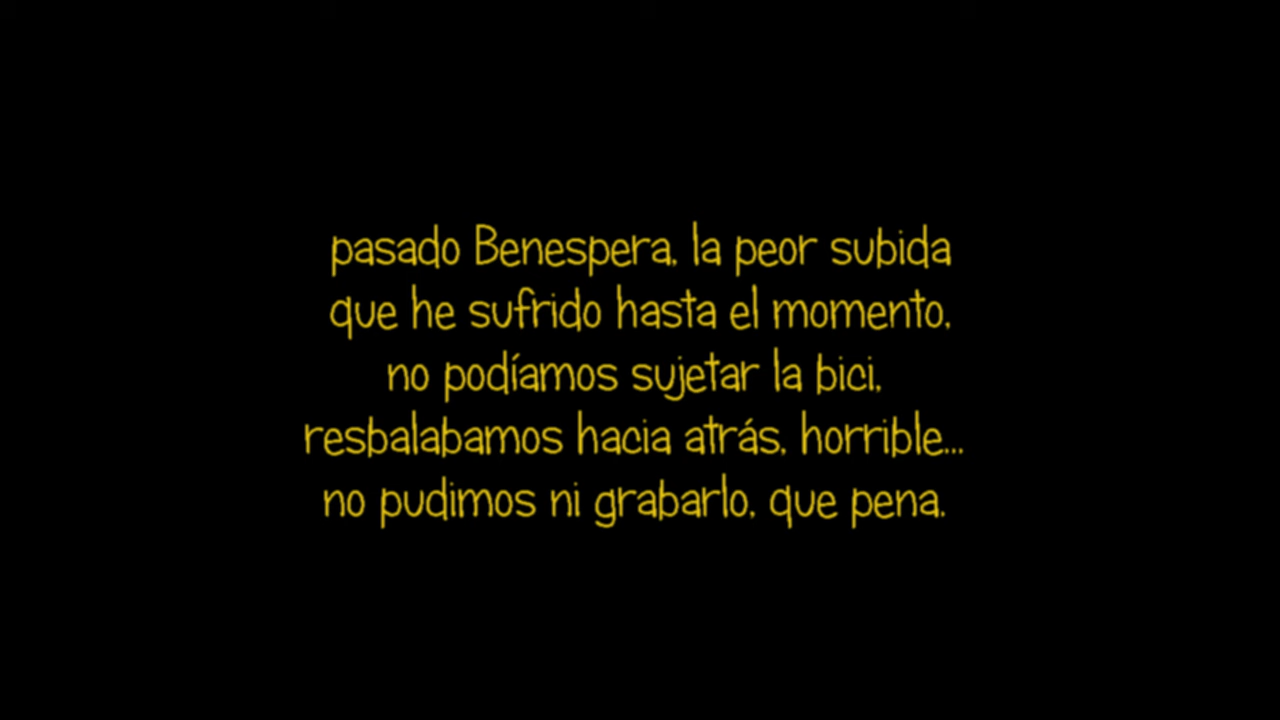 pasado Benespera, la peor subida
que he sufrido hasta el momento,
no podíamos sujetar la bici,
resbalabamos hacia atrás, horrible...
no pudimos ni grabarlo, que pena.